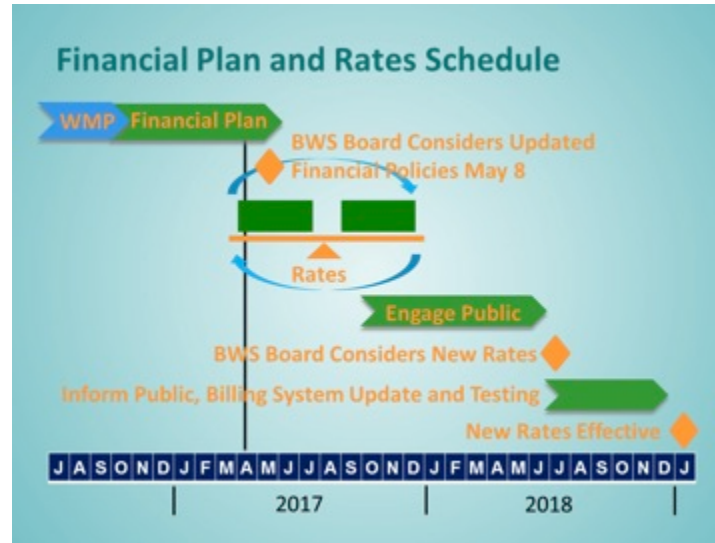 Financial Plan and Rates Schedule
WMP Financial Plan
BWS Board Considers Updated
Financial Policies May 8
Rates
Engage Public
BWS Board Considers New Rates
Inform Public, Billing System Update and Testing
New Rates Effective
J A S O N D J F M A M J J A S O N D J F M A M J J A S O N D J
2017 2018